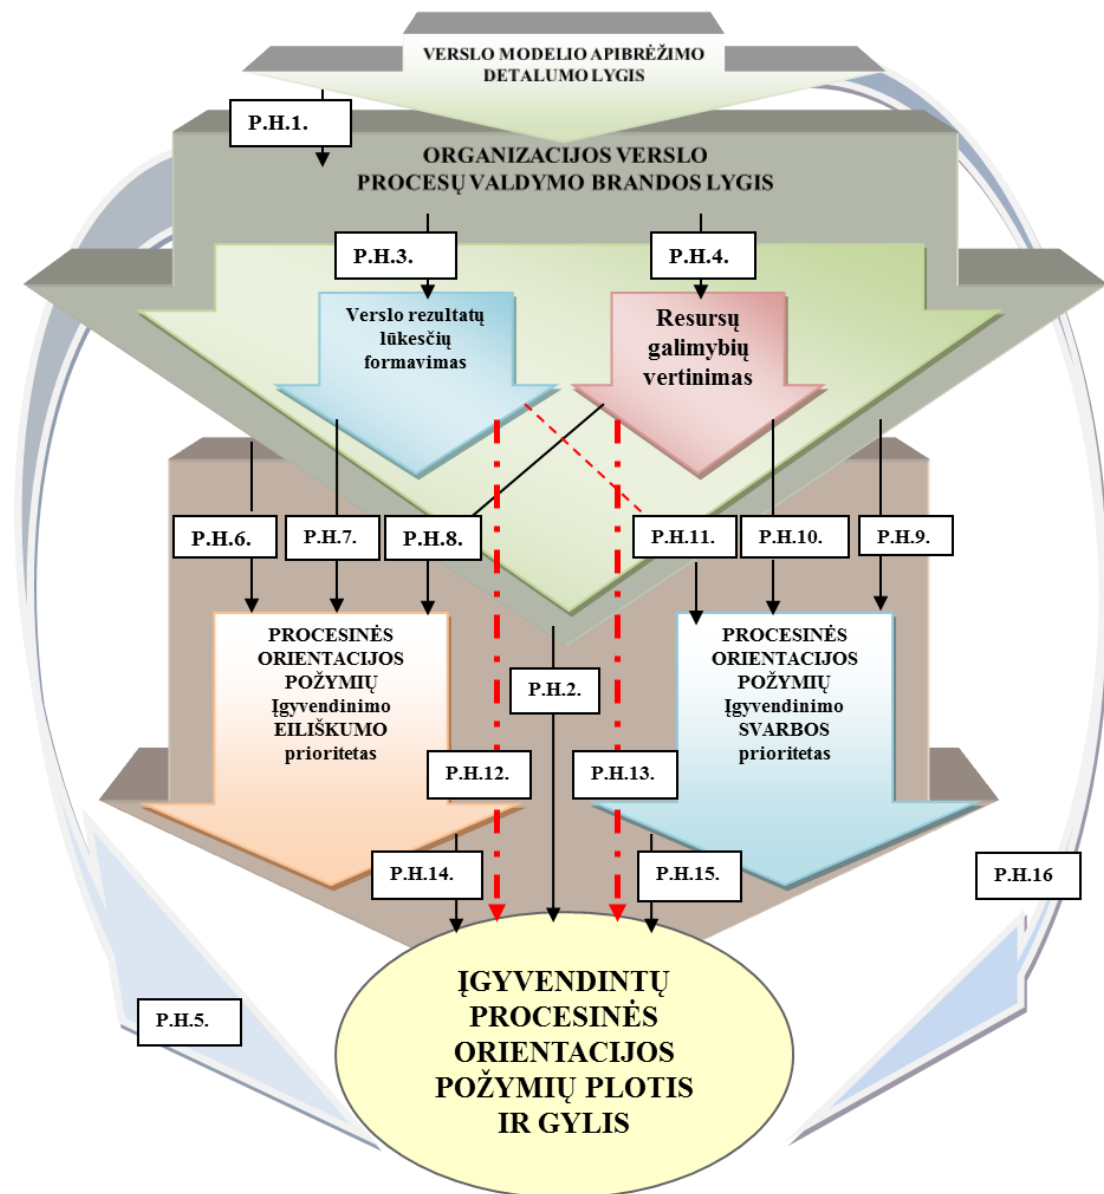 VERSLO MODELIO APIBRĖŽIMO
DETALUMO LYGIS
P.H.1.
ORGANIZACIJOS VERSLO
PROCESŲ VALDYMO BRANDOS LYGIS
P.H.3.
P.H.4.
Verslo rezultatų
lūkesčių
formavimas
Resursų
galimybių
vertinimas
P.H.6.
P.H.7.
P.H.8.
P.H.11.
P.H.10.
P.H.9.
PROCESINĖS
ORIENTACIJOS
POŽYMIŲ
Įgyvendinimo
EILIŠKUMO
prioritetas
PROCESINĖS
ORIENTACIJOS
POŽYMIŲ
Įgyvendinimo
SVARBOS
prioritetas
P.H.2.
P.H.12.
P.H.13.
P.H.14.
P.H.15.
P.H.16
P.H.5.
ĮGYVENDINTŲ
PROCESINĖS
ORIENTACIJOS
POŽYMIŲ PLOTIS
IR GYLIS